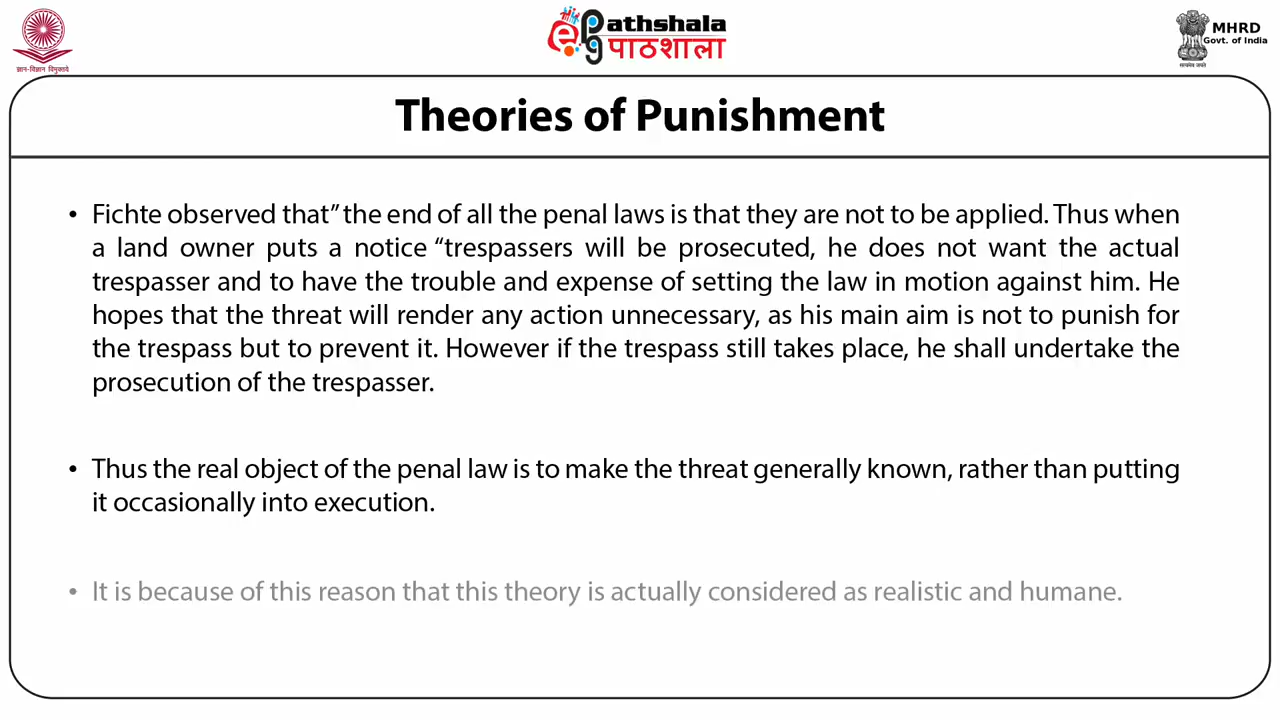 ज्ञान-विज्ञान विमुक्तये
ePGpathshala
पाठशाला
सत्यमेव जयते
MHRD
Govt. of India
Theories of Punishment
• Fichte observed that” the end of all the penal laws is that they are not to be applied. Thus when
a land owner puts a notice “trespassers will be prosecuted, he does not want the actual
trespasser and to have the trouble and expense of setting the law in motion against him. He
hopes that the threat will render any action unnecessary, as his main aim is not to punish for
the trespass but to prevent it. However if the trespass still takes place, he shall undertake the
prosecution of the trespasser.
• Thus the real object of the penal law is to make the threat generally known, rather than putting
it occasionally into execution.
• It is because of this reason that this theory is actually considered as realistic and humane.